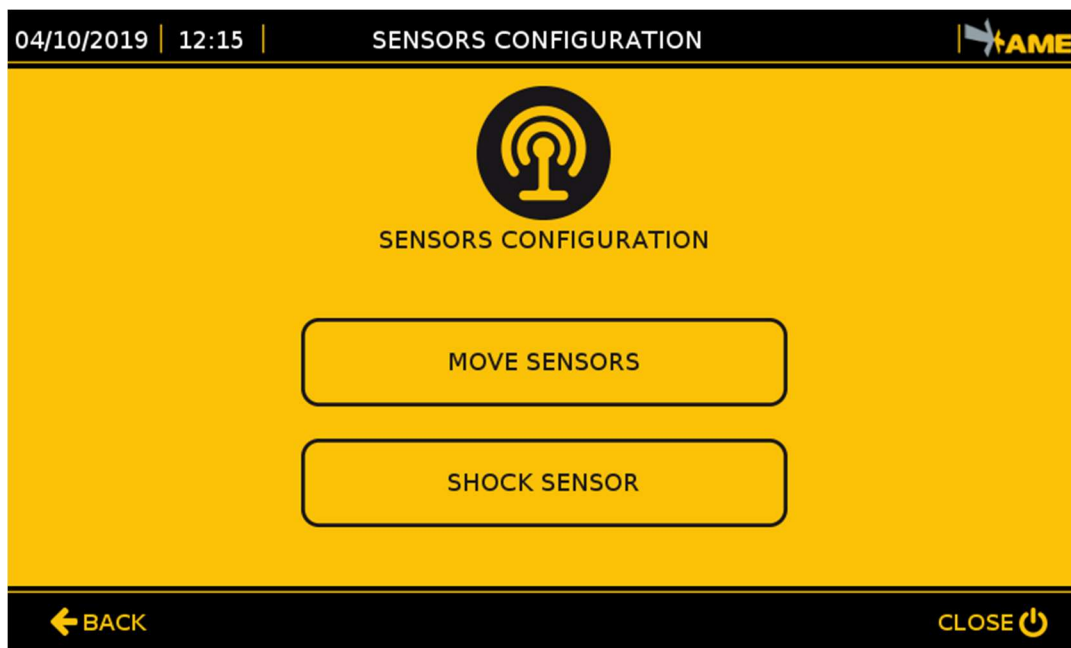 04/10/2019 12:15 SENSORS CONFIGURATION AME
SENSORS CONFIGURATION
MOVE SENSORS
SHOCK SENSOR
BACK CLOSE